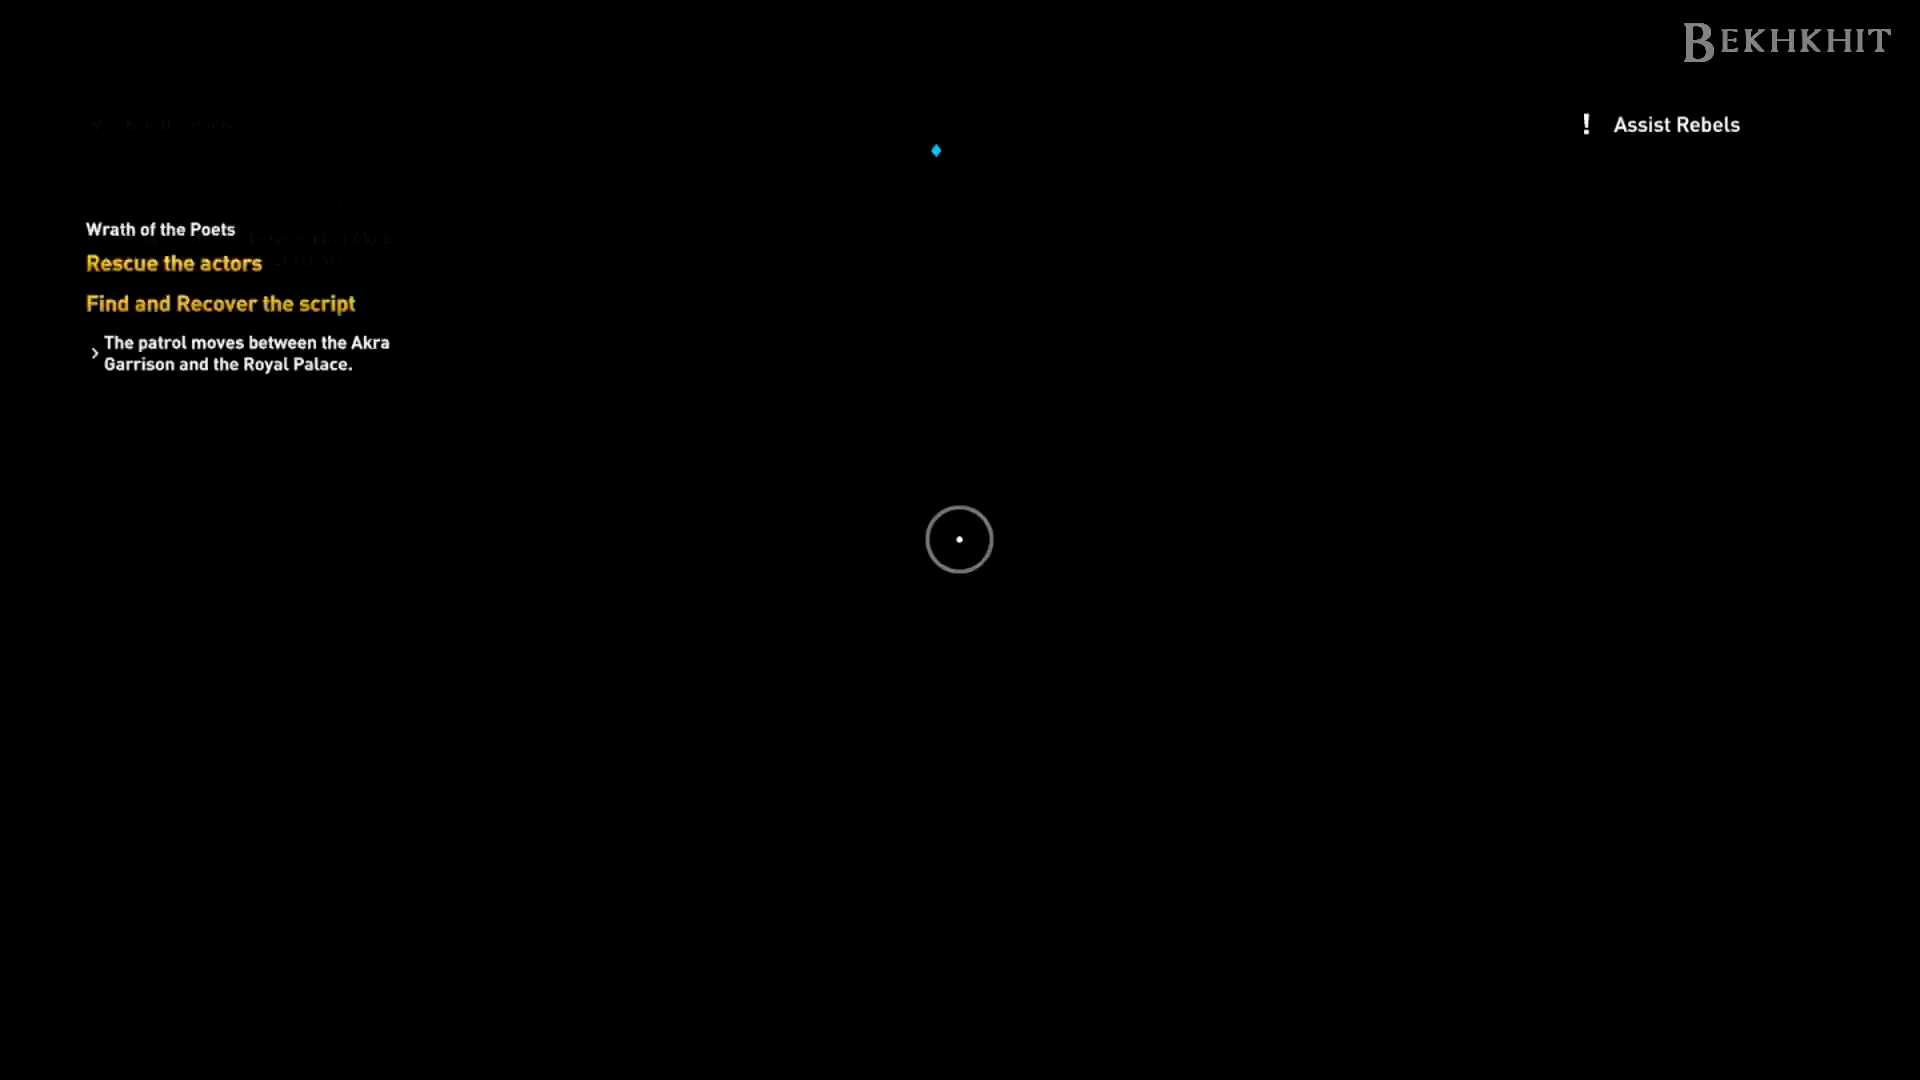 BEKHKHIT
! Assist Rebels
Wrath of the Poets
Rescue the actors
Find and Recover the script
The patrol moves between the Akra
Garrison and the Royal Palace.